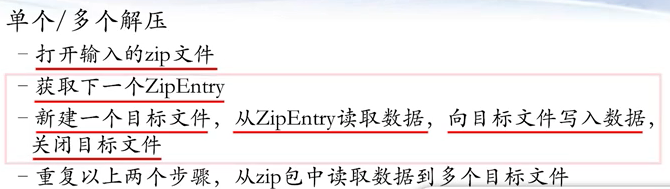 单个/多个解压
– 打开输入的zip文件
– 获取下一个ZipEntry
– 新建一个目标文件，从ZipEntry读取数据，向目标文件写入数据，
关闭目标文件
– 重复以上两个步骤，从zip包中读取数据到多个目标文件